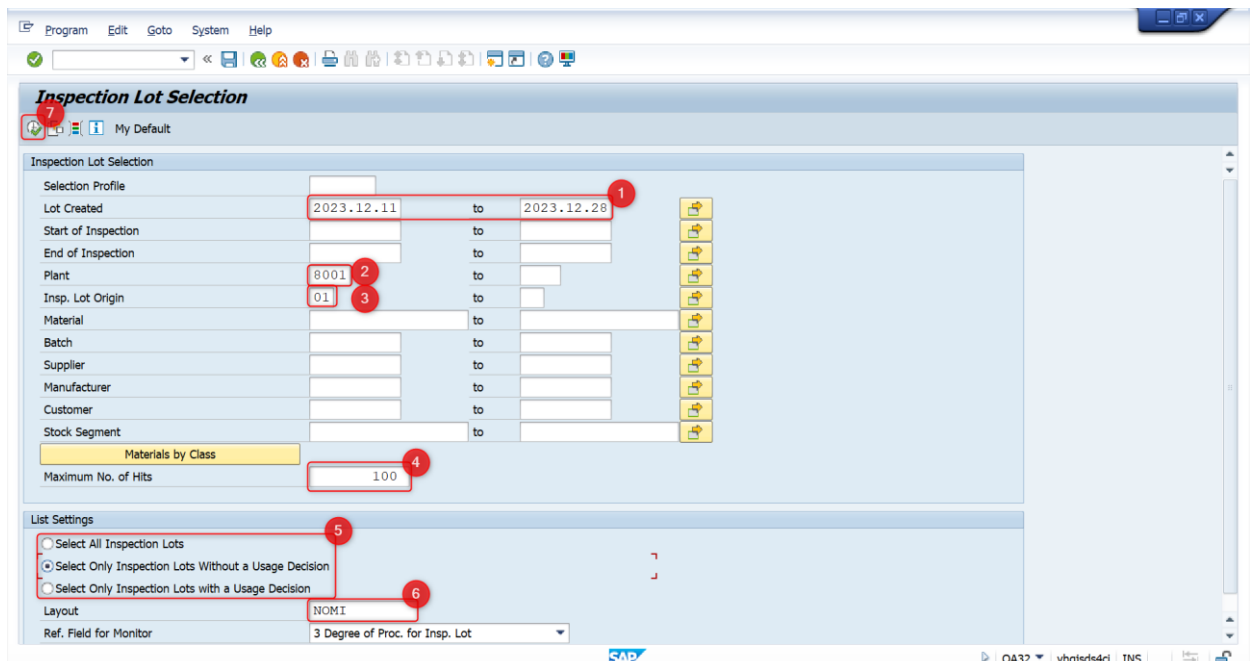 Program Edit Goto System Help
Inspection Lot Selection
7
My Default
Inspection Lot Selection
Selection Profile
1
Lot Created 2023.12.11 to 2023.12.28
Start of Inspection to
End of Inspection to
Plant 8001 2 to
Insp. Lot Origin 01 3 to
Material to
Batch to
Supplier to
Manufacturer to
Customer to
Stock Segment to
Materials by Class
4
Maximum No. of Hits 100
List Settings
5
Select All Inspection Lots
Select Only Inspection Lots Without a Usage Decision
Select Only Inspection Lots with a Usage Decision
6
Layout NOMI
Ref. Field for Monitor 3 Degree of Proc. for Insp. Lot
SAP QA32 INS